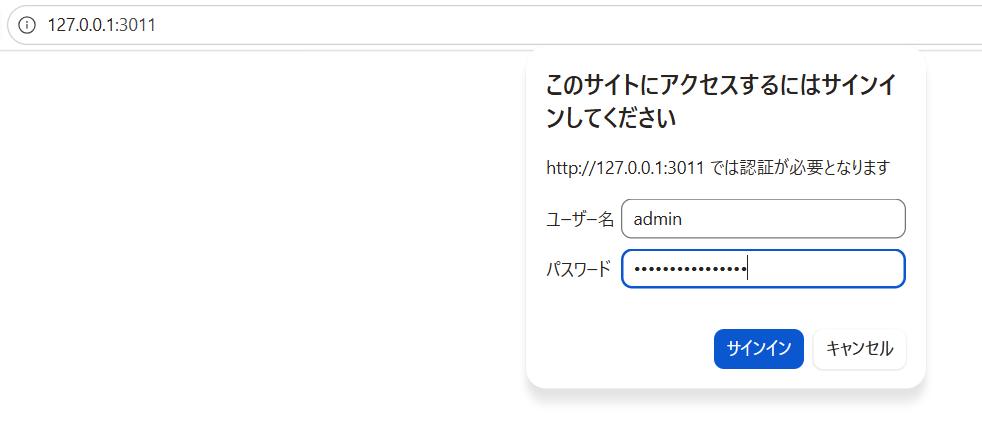 127.0.0.1:3011
このサイトにアクセスするにはサインイ
ンしてください
http://127.0.0.1:3011 では認証が必要となります
ユーザー名 admin
パスワード ••••••••••••••••
サインイン キャンセル